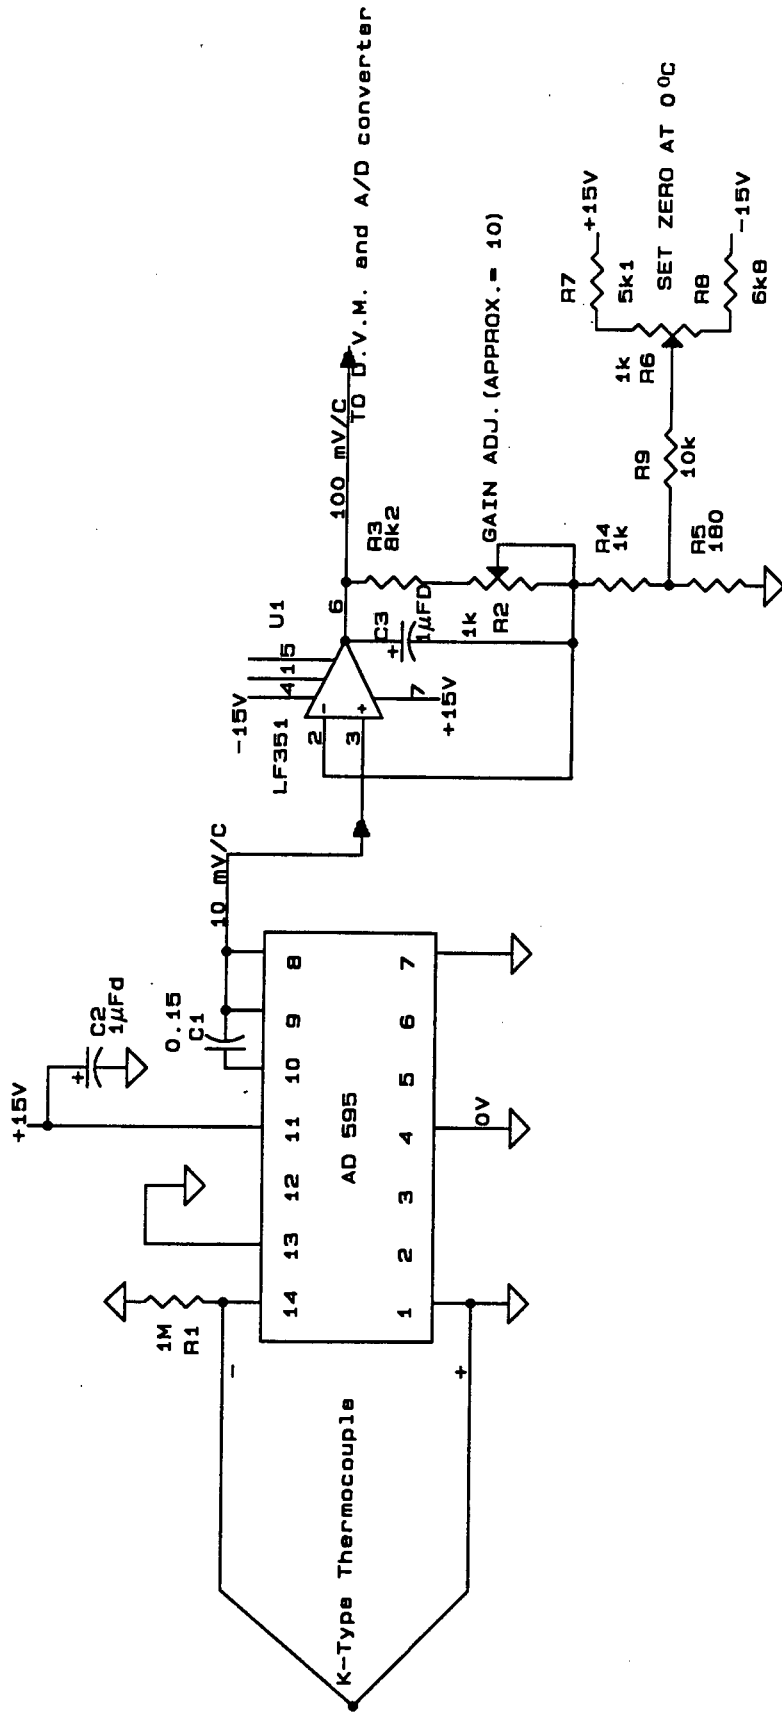 K-Type Thermocouple
-
+
1M
R1
14
13
12
11
10
9
8
AD 595
1
2
3
4
5
6
7
0V
+15V
+
C2
1µFd
0.15
C1
10 mV/C
-15V
LF351
4
1
5
U1
2
-
3
+
6
7
+15V
C3
+
1µFD
100 mV/C
TO D.V.M. and A/D converter
R3
8k2
1k
R2
GAIN ADJ. (APPROX.= 10)
R4
1k
R5
180
R9
10k
1k
R6
R7
5k1
+15V
SET ZERO AT 0°C
R8
6k8
-15V